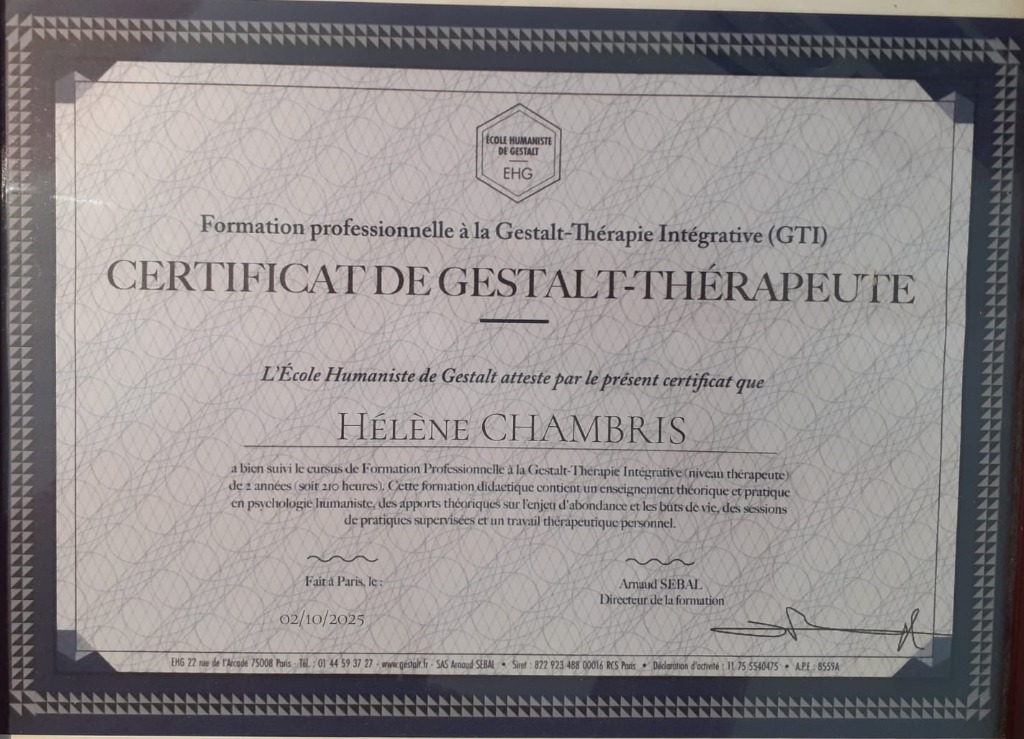 ÉCOLE HUMANISTE
DE GESTALT
EHG
Formation professionnelle à la Gestalt-Thérapie Intégrative (GTI)
CERTIFICAT DE GESTALT-THÉRAPEUTE
L'École Humaniste de Gestalt atteste par le présent certificat que
HÉLÈNE CHAMBRIS
a bien suivi le cursus de Formation Professionnelle à la Gestalt-Thérapie Intégrative (niveau thérapeute)
de 2 années (soit 210 heures). Cette formation didactique contient un enseignement théorique et pratique
en psychologie humaniste, des apports théoriques sur l'enjeu d'abondance et les buts de vie, des sessions
de pratiques supervisées et un travail thérapeutique personnel.
Fait à Paris, le :
02/10/2025
Arnaud SEBAL
Directeur de la formation
EHG 22 rue de l'Arcade 75008 Paris - Tél. : 01 44 59 37 27 - www.gestalt.fr - SAS Arnaud SEBAL • Siret : 822 923 488 00016 RCS Paris • Déclaration d'activité : 11 75 5540475 • A.P.E. : 8559A